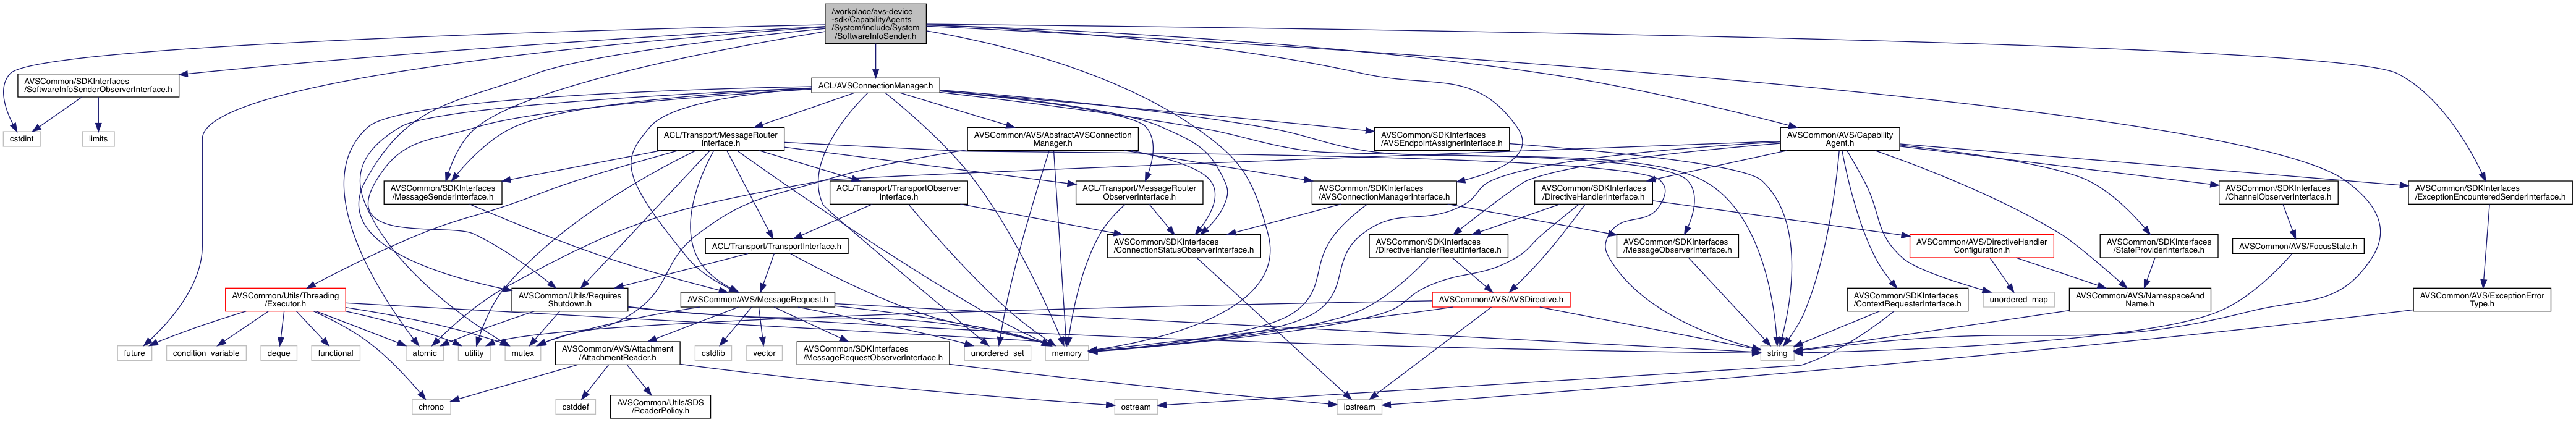 /workplace/avs-device
-sdk/CapabilityAgents
/System/include/System
/SoftwareInfoSender.h
AVSCommon/SDKInterfaces
/SoftwareInfoSenderObserverInterface.h
ACL/AVSConnectionManager.h
cstdint
limits
ACL/Transport/MessageRouter
Interface.h
AVSCommon/AVS/AbstractAVSConnection
Manager.h
AVSCommon/SDKInterfaces
/AVSEndpointAssignerInterface.h
AVSCommon/AVS/Capability
Agent.h
AVSCommon/SDKInterfaces
/MessageSenderInterface.h
ACL/Transport/TransportObserver
Interface.h
ACL/Transport/MessageRouter
ObserverInterface.h
AVSCommon/SDKInterfaces
/AVSConnectionManagerInterface.h
AVSCommon/SDKInterfaces
/DirectiveHandlerInterface.h
AVSCommon/SDKInterfaces
/ChannelObserverInterface.h
AVSCommon/SDKInterfaces
/ExceptionEncounteredSenderInterface.h
ACL/Transport/TransportInterface.h
AVSCommon/SDKInterfaces
/ConnectionStatusObserverInterface.h
AVSCommon/SDKInterfaces
/DirectiveHandlerResultInterface.h
AVSCommon/SDKInterfaces
/MessageObserverInterface.h
AVSCommon/AVS/DirectiveHandler
Configuration.h
AVSCommon/SDKInterfaces
/StateProviderInterface.h
AVSCommon/AVS/FocusState.h
AVSCommon/Utils/Threading
/Executor.h
AVSCommon/Utils/Requires
Shutdown.h
AVSCommon/AVS/MessageRequest.h
AVSCommon/AVS/AVSDirective.h
AVSCommon/SDKInterfaces
/ContextRequesterInterface.h
unordered_map
AVSCommon/AVS/NamespaceAnd
Name.h
AVSCommon/AVS/ExceptionError
Type.h
future
condition_variable
deque
functional
atomic
utility
mutex
AVSCommon/AVS/Attachment
/AttachmentReader.h
cstdlib
vector
AVSCommon/SDKInterfaces
/MessageRequestObserverInterface.h
unordered_set
memory
string
chrono
cstddef
AVSCommon/Utils/SDS
/ReaderPolicy.h
ostream
iostream